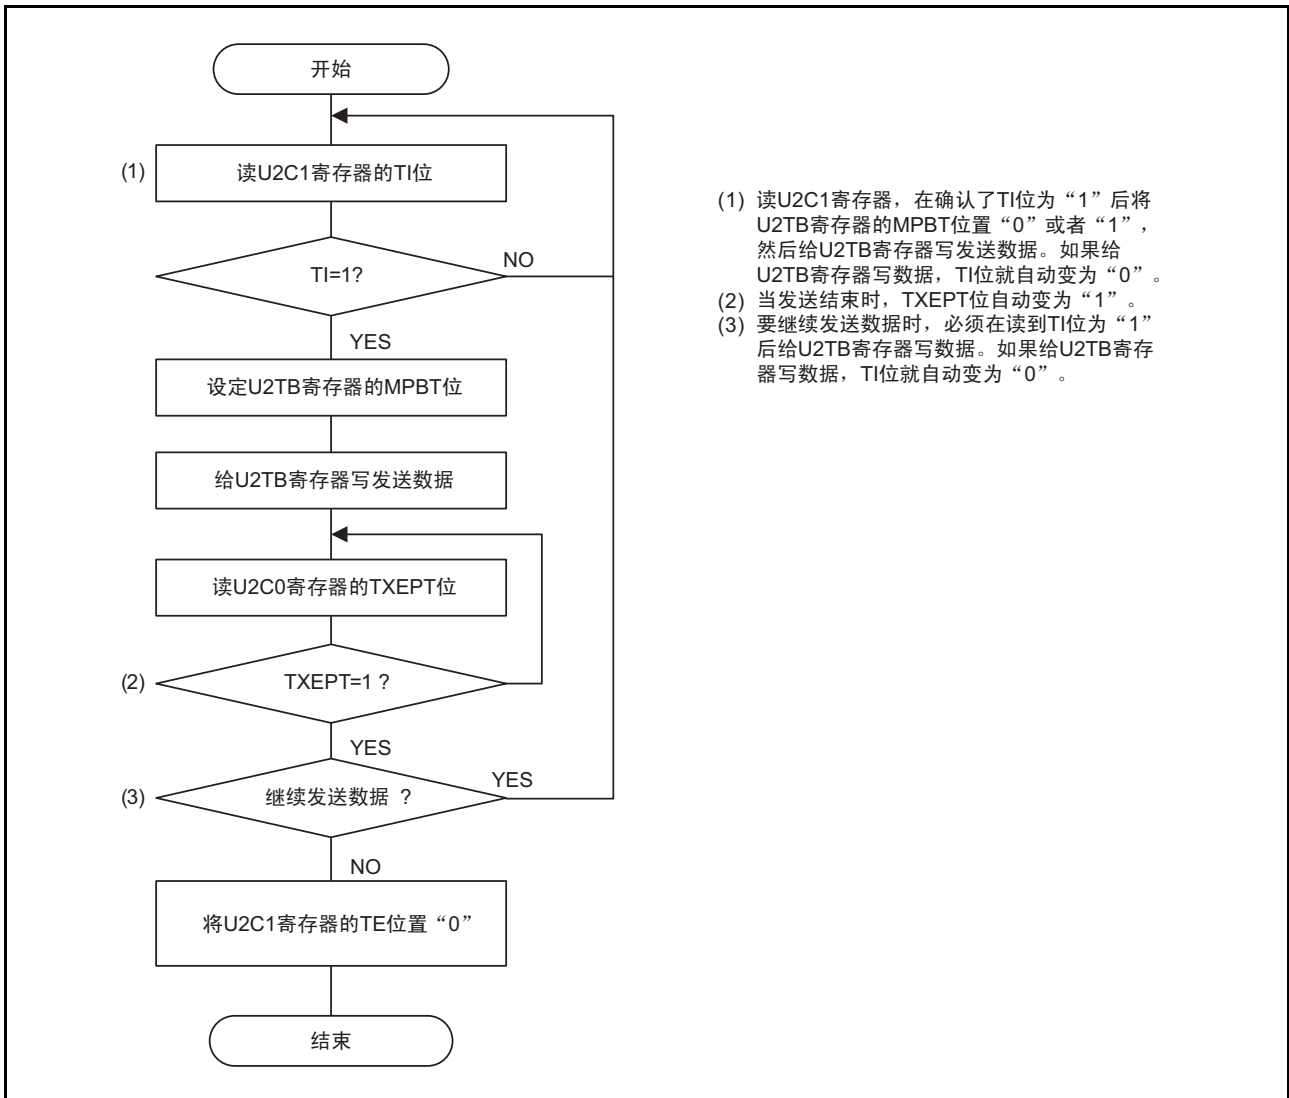 开始
(1) 读U2C1寄存器的TI位
TI=1?
NO
YES
设定U2TB寄存器的MPBT位
给U2TB寄存器写发送数据
读U2C0寄存器的TXEPT位
(2) TXEPT=1 ?
YES
(3) 继续发送数据 ?
YES
NO
将U2C1寄存器的TE位置“0”
结束
(1) 读U2C1寄存器，在确认了TI位为“1”后将
U2TB寄存器的MPBT位置“0”或者“1”，
然后给U2TB寄存器写发送数据。如果给
U2TB寄存器写数据，TI位就自动变为“0”。
(2) 当发送结束时，TXEPT位自动变为“1”。
(3) 要继续发送数据时，必须在读到TI位为“1”
后给U2TB寄存器写数据。如果给U2TB寄存
器写数据，TI位就自动变为“0”。